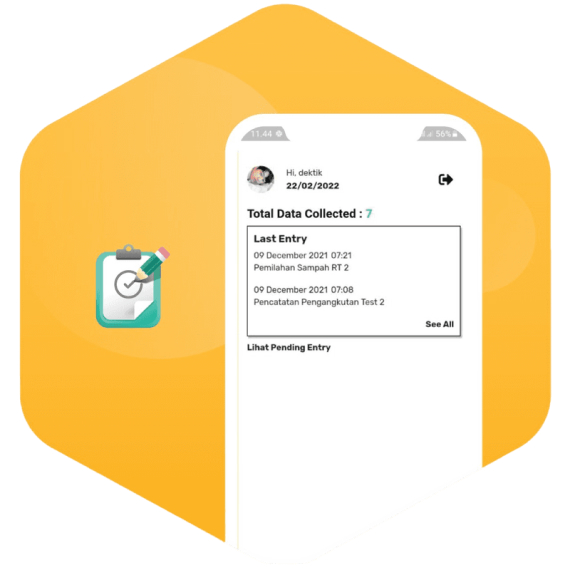 11.44
56%
Hi, dektik
22/02/2022
Total Data Collected : 7
Last Entry
09 December 2021 07:21
Pemilahan Sampah RT 2
09 December 2021 07:08
Pencatatan Pengangkutan Test 2
See All
Lihat Pending Entry